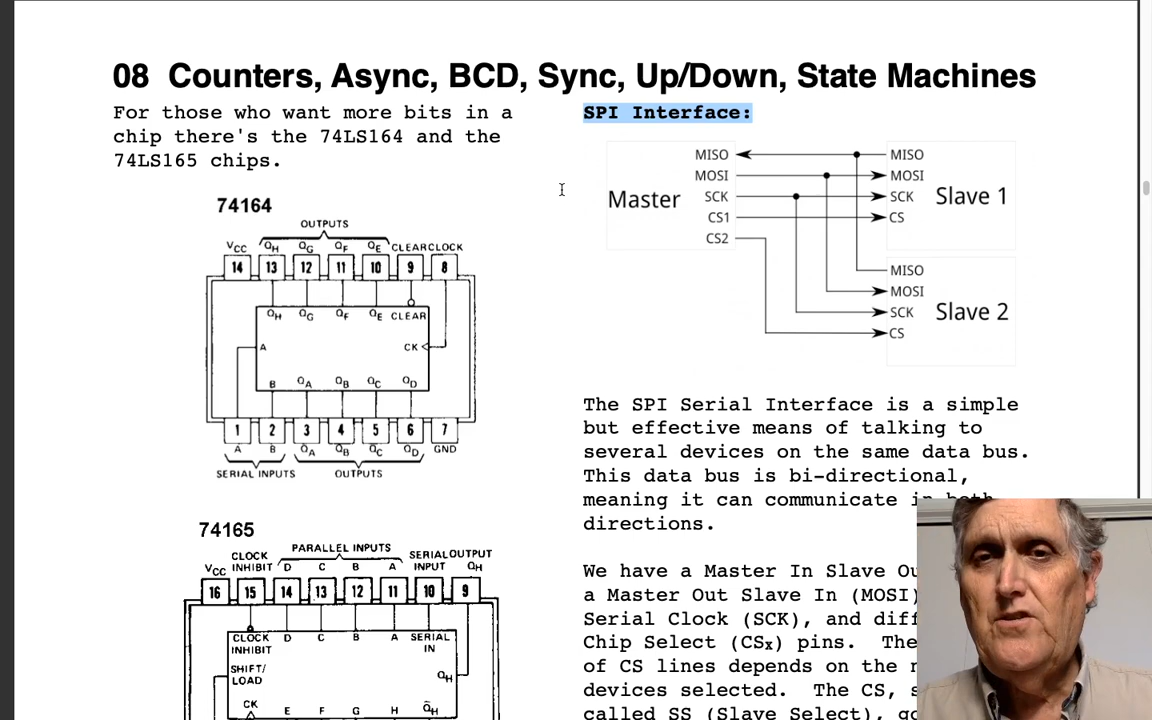 08 Counters, Async, BCD, Sync, Up/Down, State Machines
For those who want more bits in a
chip there's the 74LS164 and the
74LS165 chips.
74164
OUTPUTS
VCC QH QG QF QE CLEAR CLOCK
14 13 12 11 10 9 8
QH QG QF QE CLEAR
A CK
B QA QB QC QD
1 2 3 4 5 6 7
A B QA QB QC QD GND
SERIAL INPUTS OUTPUTS
74165
PARALLEL INPUTS
CLOCK SERIAL OUTPUT
VCC INHIBIT D C B A INPUT QH
16 15 14 13 12 11 10 9
CLOCK D C B A SERIAL
INHIBIT IN
SHIFT/
LOAD QH
CK E F G H Q̅H
SPI Interface:
MISO MISO
MOSI MOSI
Master SCK SCK Slave 1
CS1 CS
CS2
MISO
MOSI
SCK Slave 2
CS
The SPI Serial Interface is a simple
but effective means of talking to
several devices on the same data bus.
This data bus is bi-directional,
meaning it can communicate in both
directions.
We have a Master In Slave
a Master Out Slave In (MOSI)
Serial Clock (SCK), and
Chip Select (CSx) pins.
of CS lines depends on the
devices selected. The CS,
called SS (Slave Select),